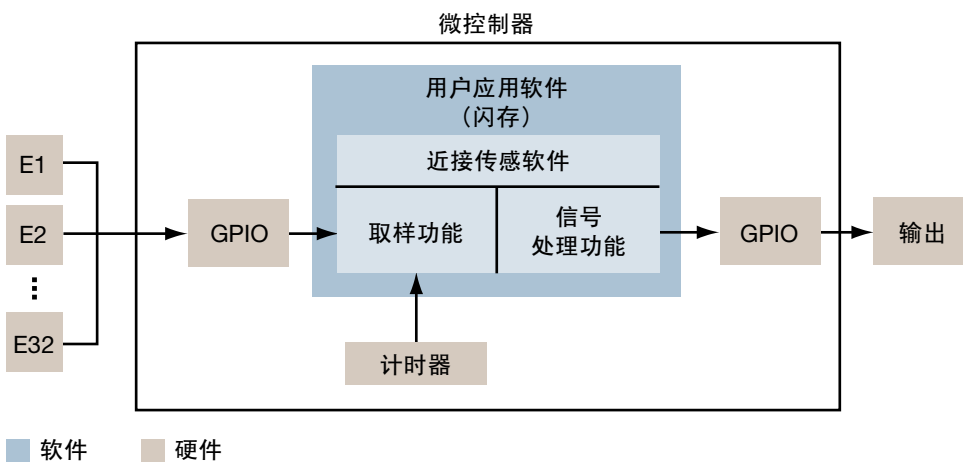 微控制器
用户应用软件
（闪存）
近接传感软件
E1
E2
E32
GPIO
取样功能
信号
处理功能
GPIO
输出
计时器
软件
硬件